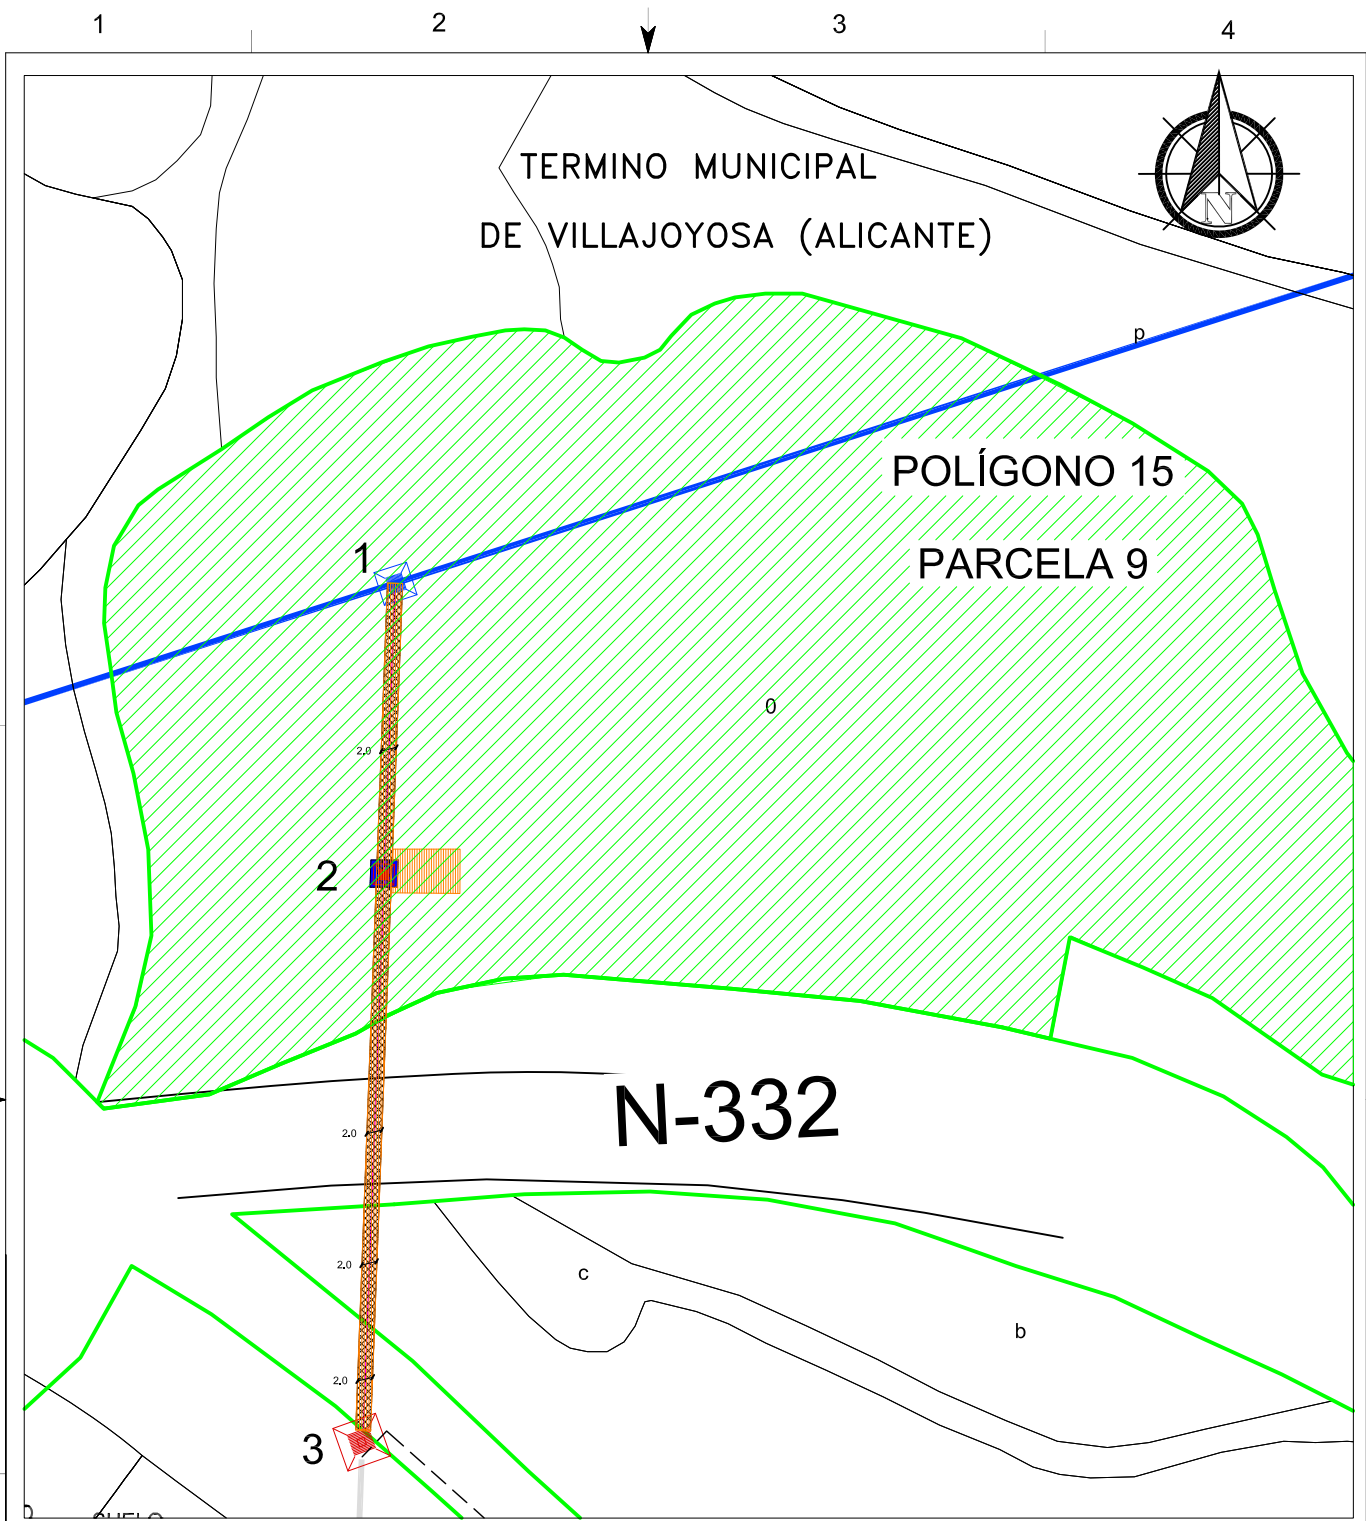 1 2 3 4
TERMINO MUNICIPAL
DE VILLAJOYOSA (ALICANTE)
N
p
POLÍGONO 15
1
PARCELA 9
0
2.0
2
N-332
2.0
2.0
c
b
2.0
3